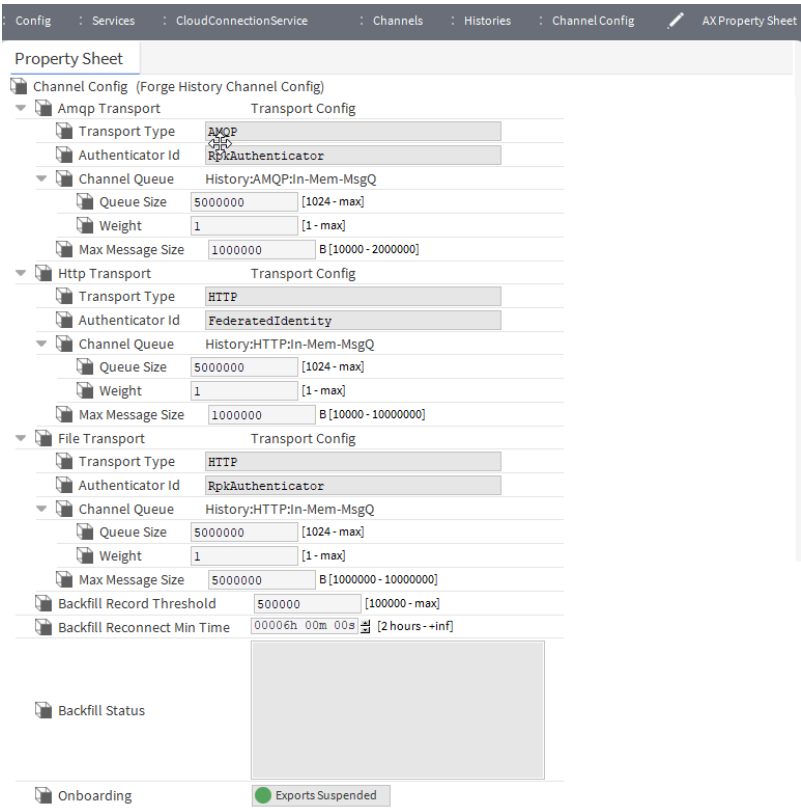 : Config : Services : CloudConnectionService : Channels : Histories : Channel Config AX Property Sheet
Property Sheet
Channel Config (Forge History Channel Config)
Amqp Transport Transport Config
Transport Type AMQP
Authenticator Id RpkAuthenticator
Channel Queue History:AMQP:In-Mem-MsgQ
Queue Size 5000000 [1024 - max]
Weight 1 [1 - max]
Max Message Size 1000000 B [10000 - 2000000]
Http Transport Transport Config
Transport Type HTTP
Authenticator Id FederatedIdentity
Channel Queue History:HTTP:In-Mem-MsgQ
Queue Size 5000000 [1024 - max]
Weight 1 [1 - max]
Max Message Size 1000000 B [10000 - 10000000]
File Transport Transport Config
Transport Type HTTP
Authenticator Id RpkAuthenticator
Channel Queue History:HTTP:In-Mem-MsgQ
Queue Size 5000000 [1024 - max]
Weight 1 [1 - max]
Max Message Size 5000000 B [1000000 - 10000000]
Backfill Record Threshold 500000 [100000 - max]
Backfill Reconnect Min Time 00006h 00m 00s [2 hours - +inf]
Backfill Status
Onboarding Exports Suspended